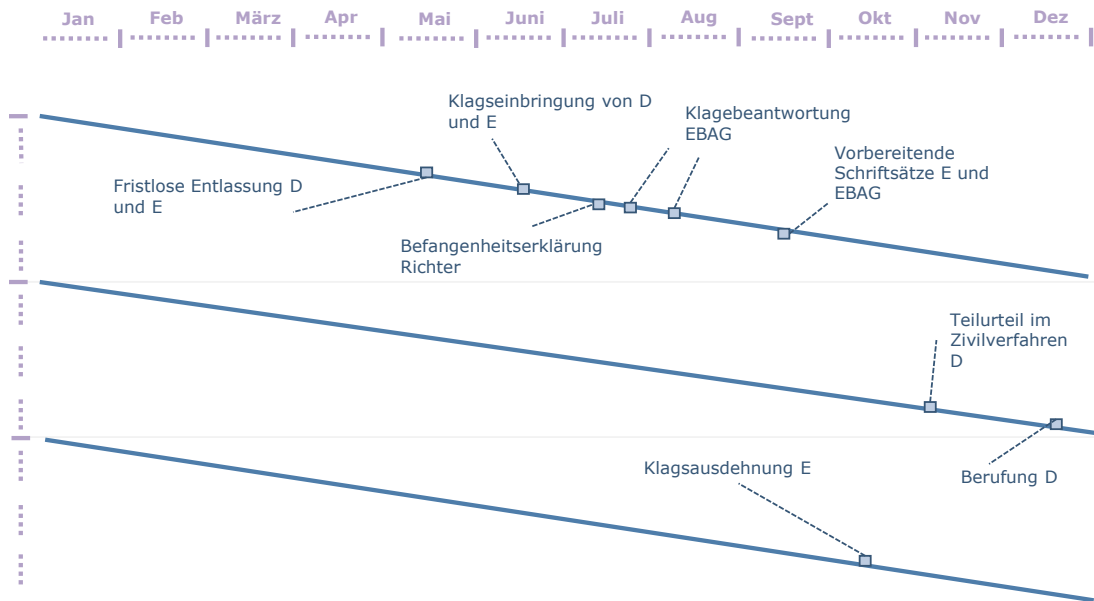 Jan Feb März Apr Mai Juni Juli Aug Sept Okt Nov Dez
Klagseinbringung von D
und E
Klagebeantwortung
EBAG
Vorbereitende
Schriftsätze E und
EBAG
Fristlose Entlassung D
und E
Befangenheitserklärung
Richter
Teilurteil im
Zivilverfahren
D
Klagsausdehnung E
Berufung D